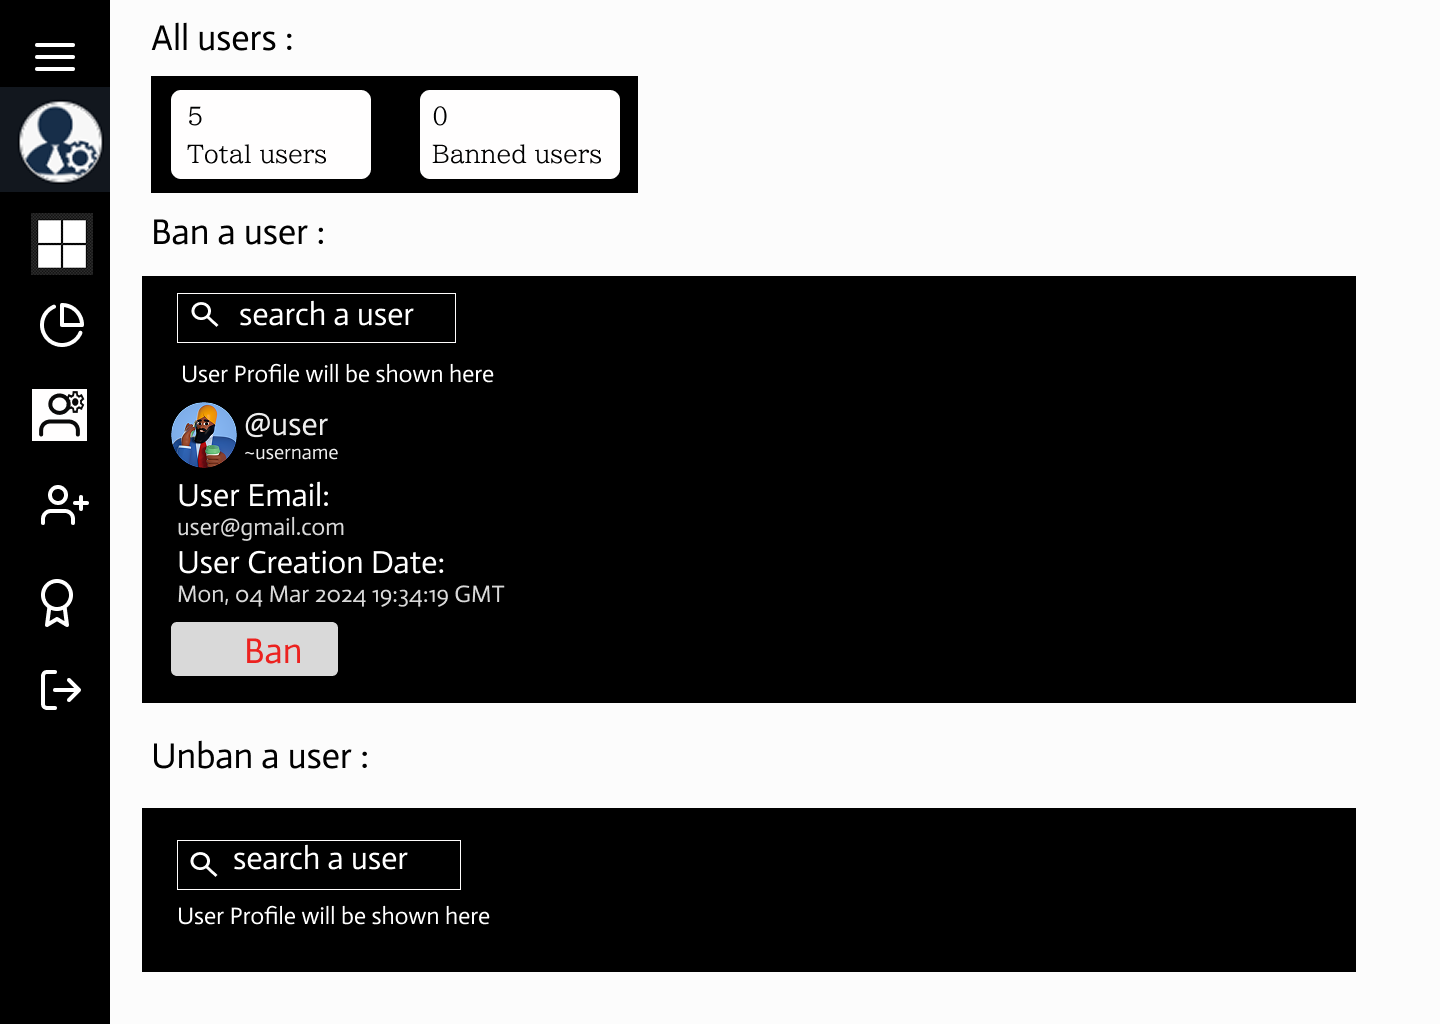 All users :
5
Total users
0
Banned users
Ban a user :
search a user
User Profile will be shown here
@user
~username
User Email:
user@gmail.com
User Creation Date:
Mon, 04 Mar 2024 19:34:19 GMT
Ban
Unban a user :
search a user
User Profile will be shown here